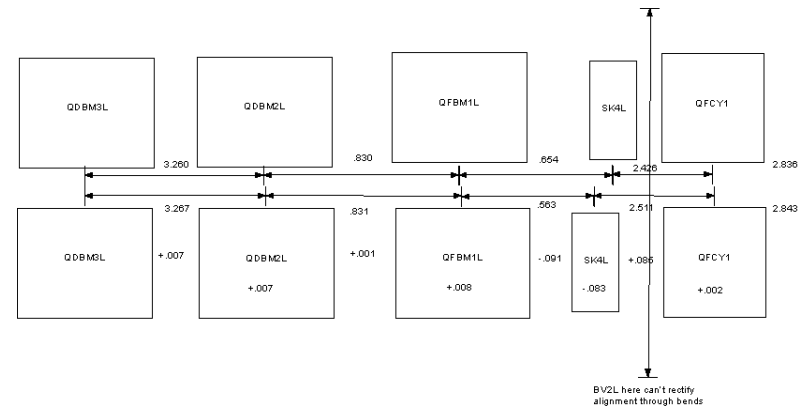 QDBM3L QDBM2L QFBM1L SK4L QFCY1
3.260 .830 .654 2.426 2.836
3.267 .831 .563 2.511 2.843
QDBM3L +.007 QDBM2L +.001 QFBM1L -.091 SK4L +.085 QFCY1
+.007 +.008 -.083 +.002
BV2L here can't rectify
alignment through bends